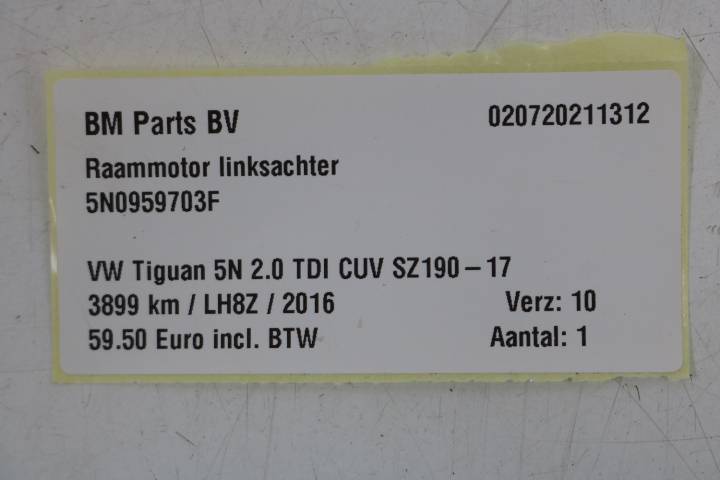 BM Parts BV 020720211312
Raammotor linksachter
5N0959703F
VW Tiguan 5N 2.0 TDI CUV SZ190-17
3899 km / LH8Z / 2016 Verz: 10
59.50 Euro incl. BTW Aantal: 1